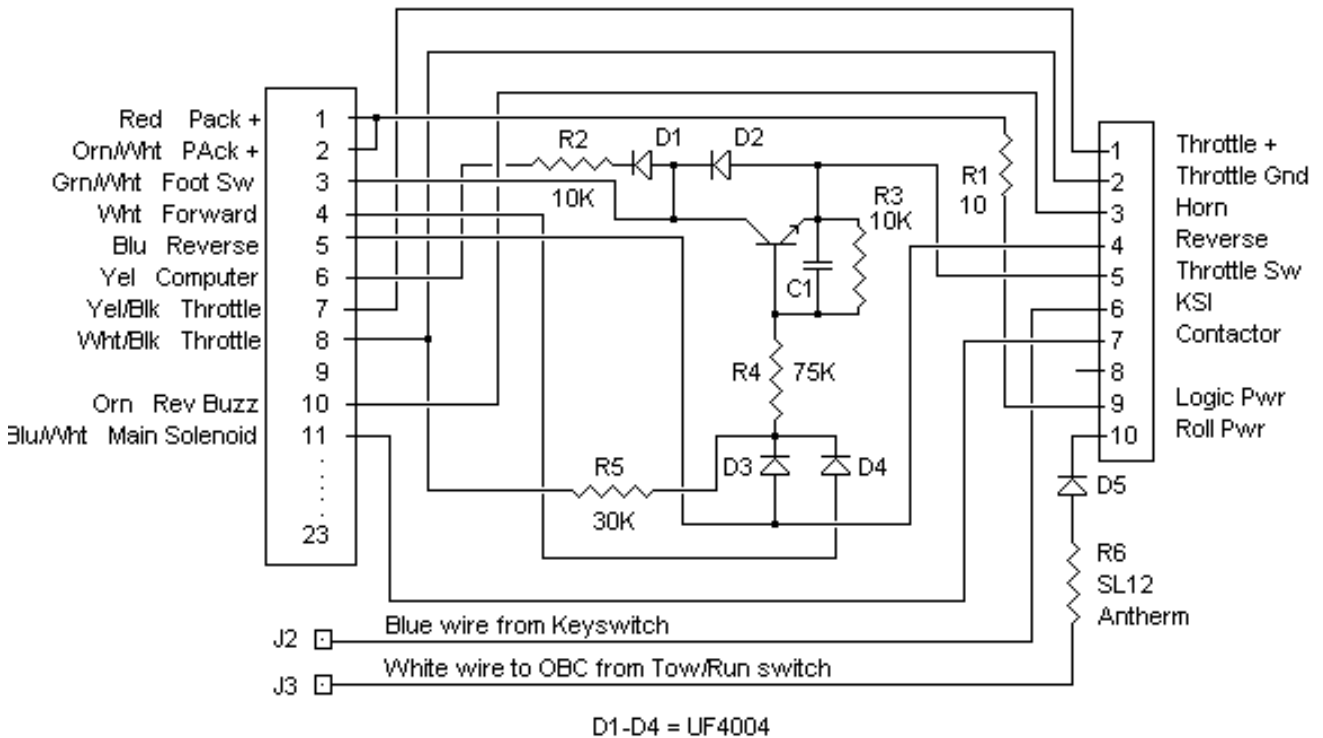 Red Pack + 1
Orn/Wht PAck + 2
Grn/Wht Foot Sw 3
Wht Forward 4
Blu Reverse 5
Yel Computer 6
Yel/Blk Throttle 7
Wht/Blk Throttle 8
9
Orn Rev Buzz 10
Blu/Wht Main Solenoid 11
23
R2
10K
D1
D2
R3
10K
C1
R4 75K
R5
30K
D3
D4
R1
10
1 Throttle +
2 Throttle Gnd
3 Horn
4 Reverse
5 Throttle Sw
6 KSI
7 Contactor
8
9 Logic Pwr
10 Roll Pwr
D5
R6
SL12
Antherm
J2 Blue wire from Keyswitch
J3 White wire to OBC from Tow/Run switch
D1-D4 = UF4004